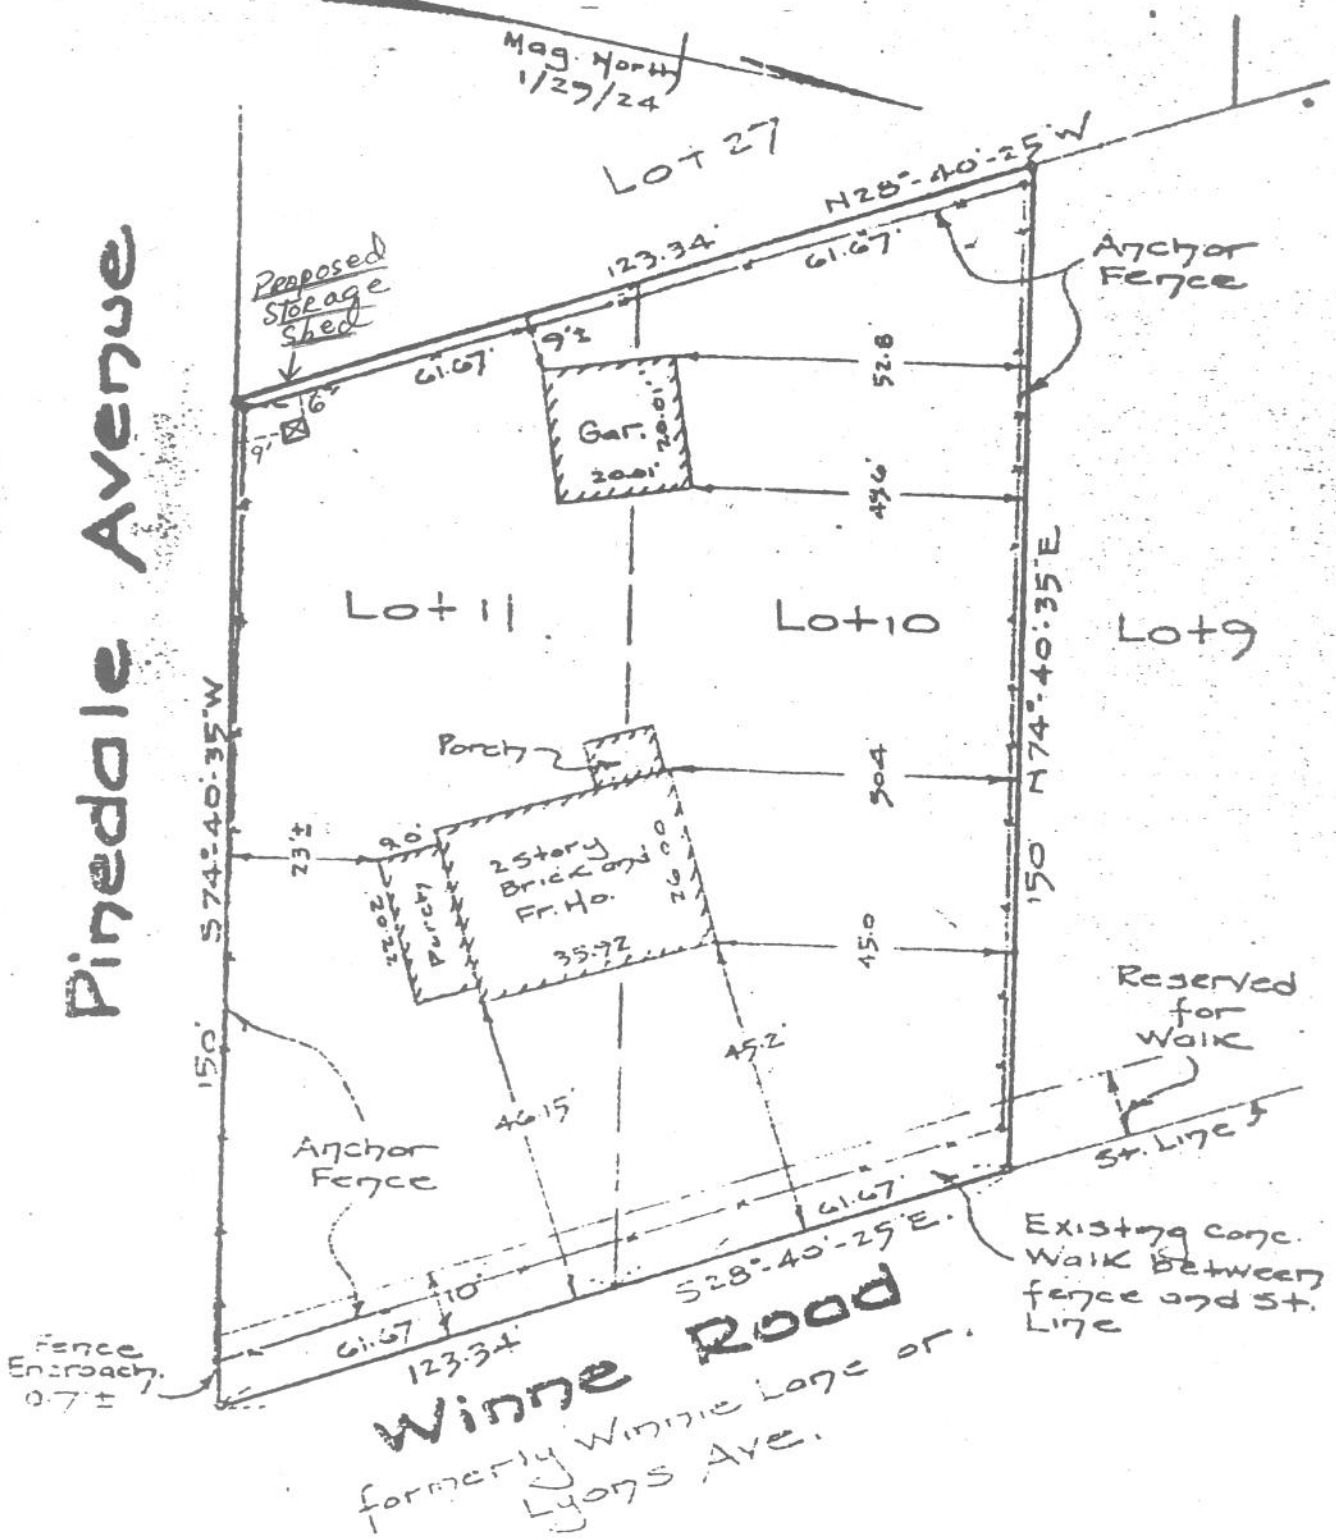 Mag. North
1/29/24
Lot 27
N28°-40'-25"W
123.34'
61.67'
Anchor
Fence
Proposed
Storage
Shed
61.67'
9'±
52.8
6'
9'
Gar.
20.01'
20.01'
49.6
Pinedale Avenue
Lot 11
Lot 10
Lot 9
S74°-40'-35"W
150'
N74°-40'-35"E
150'
Porch
50.4
23'±
9.0'
2 Story
Brick and
Fr. Ho.
26.00
35.92
Porch
20.22
45.0
Reserved
for
Walk
45.2'
46.15'
Anchor
Fence
St. Line
61.67'
S28°-40'-25"E.
Existing Conc.
Walk between
fence and St.
Line
10'
61.67
123.34'
Fence
Encroach.
0.7'±
Winne Road
formerly Winnie Lane or
Lyons Ave.